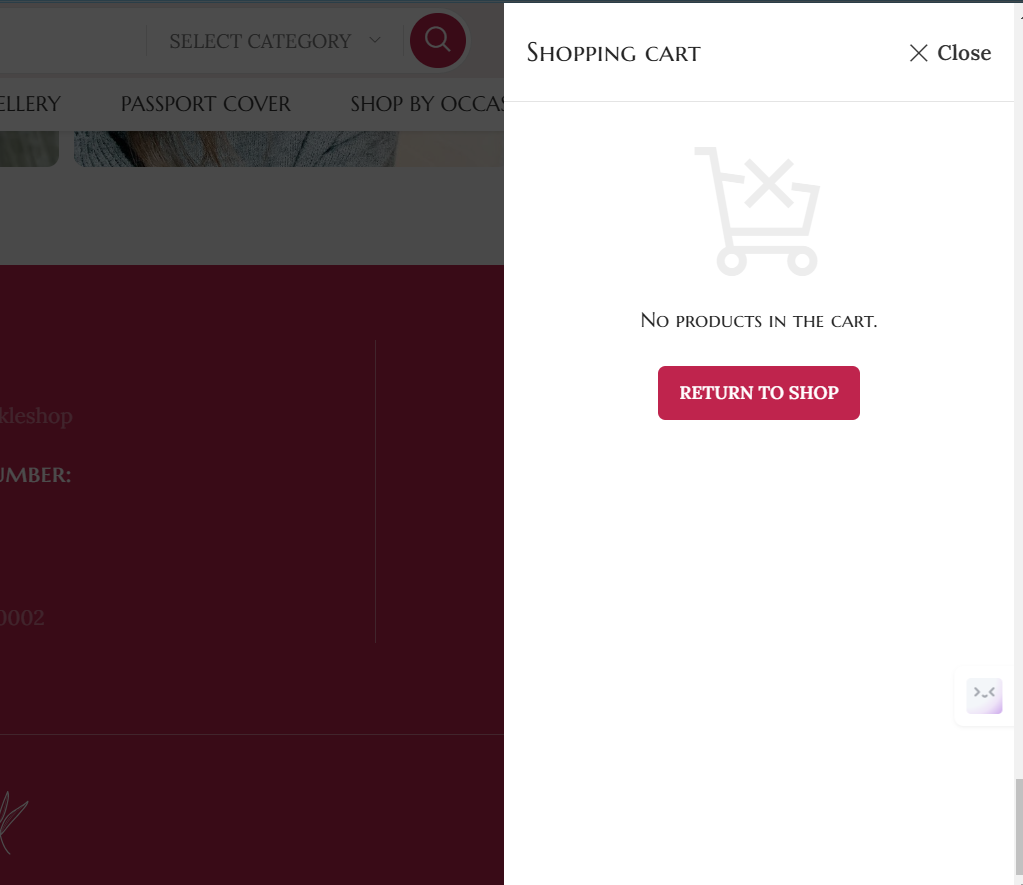 SELECT CATEGORY
Shopping cart
Close
ELLERY
PASSPORT COVER
SHOP BY OCCAS
No products in the cart.
RETURN TO SHOP
kleshop
UMBER:
0002